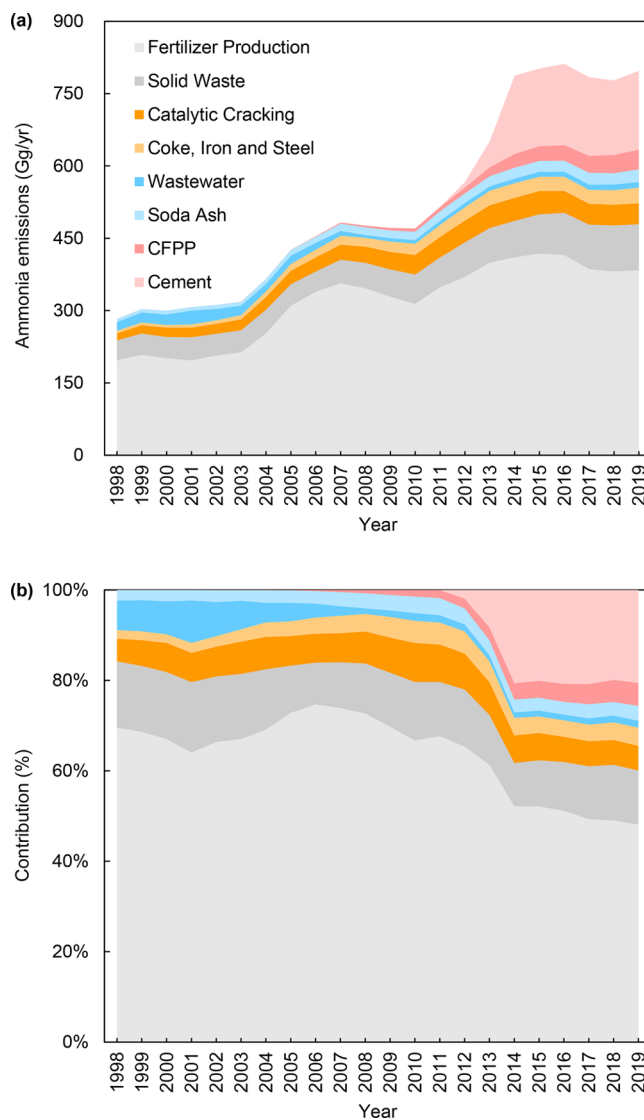 (a)
900
750
600
450
300
150
0
Ammonia emissions (Gg/yr)
Fertilizer Production
Solid Waste
Catalytic Cracking
Coke, Iron and Steel
Wastewater
Soda Ash
CFPP
Cement
1998 1999 2000 2001 2002 2003 2004 2005 2006 2007 2008 2009 2010 2011 2012 2013 2014 2015 2016 2017 2018 2019
Year
(b)
100%
80%
60%
40%
20%
0%
Contribution (%)
1998 1999 2000 2001 2002 2003 2004 2005 2006 2007 2008 2009 2010 2011 2012 2013 2014 2015 2016 2017 2018 2019
Year